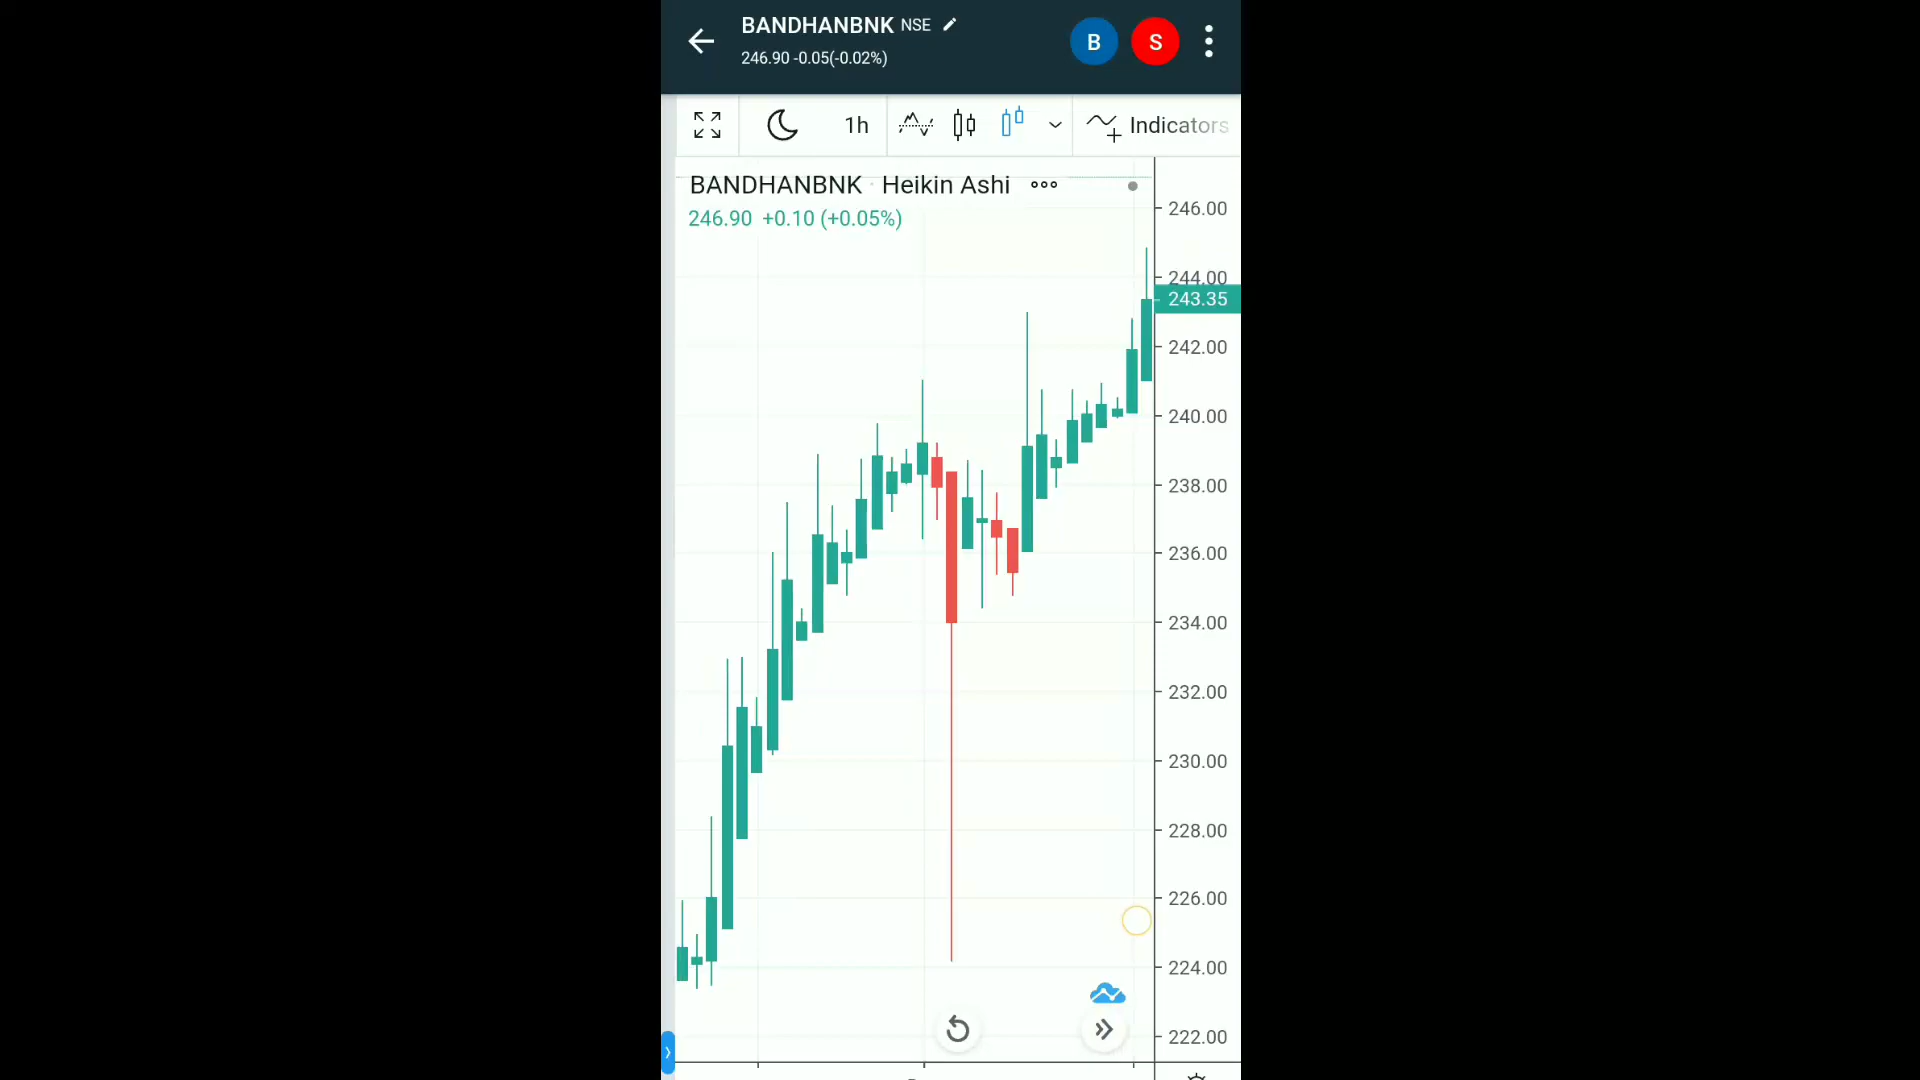 BANDHANBNK NSE
246.90 -0.05(-0.02%)
B
S
1h
Indicators
BANDHANBNK · Heikin Ashi
246.90 +0.10 (+0.05%)
246.00
244.00
243.35
242.00
240.00
238.00
236.00
234.00
232.00
230.00
228.00
226.00
224.00
222.00